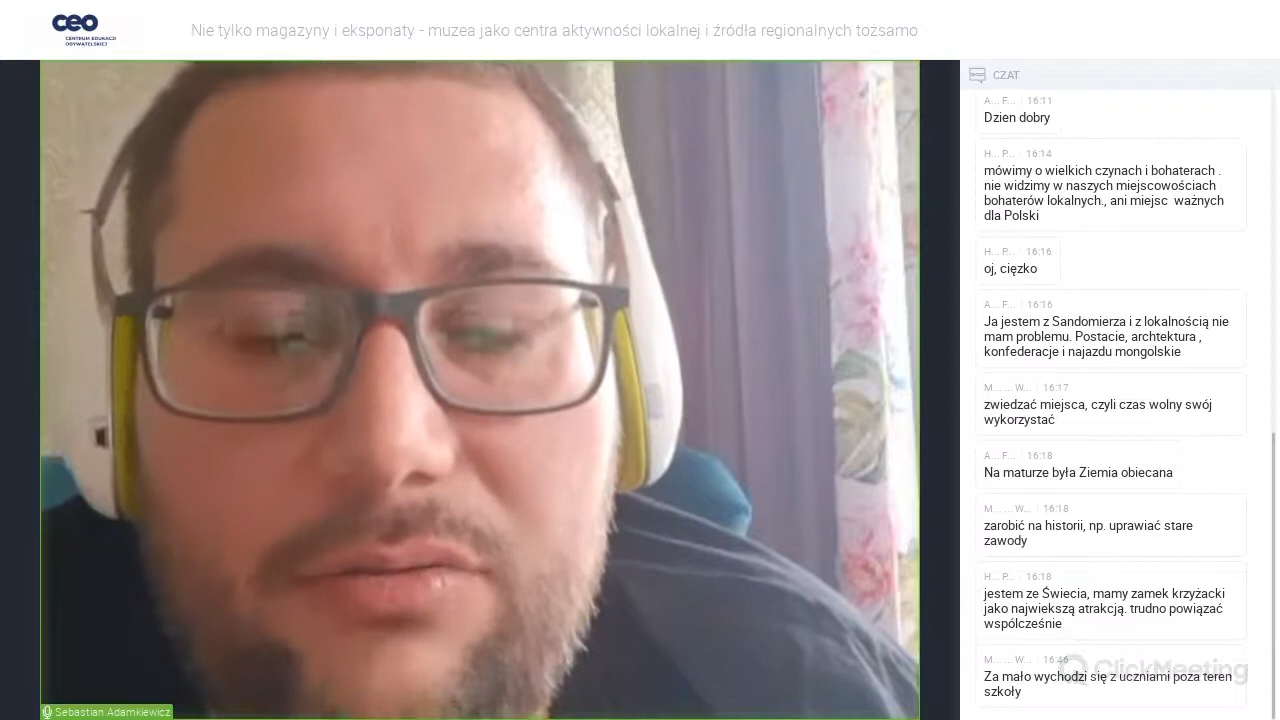 ceo
CENTRUM EDUKACJI
OBYWATELSKIEJ
Nie tylko magazyny i eksponaty - muzea jako centra aktywności lokalnej i źródła regionalnych tożsamo
CZAT
A... F... 16:11
Dzien dobry
H... P... 16:14
mówimy o wielkich czynach i bohaterach .
nie widzimy w naszych miejscowościach
bohaterów lokalnych., ani miejsc ważnych
dla Polski
H... P... 16:16
oj, cięzko
A... F... 16:16
Ja jestem z Sandomierza i z lokalnością nie
mam problemu. Postacie, archtektura ,
konfederacje i najazdu mongolskie
M... ... W... 16:17
zwiedzać miejsca, czyli czas wolny swój
wykorzystać
A... F... 16:18
Na maturze była Ziemia obiecana
M... ... W... 16:18
zarobić na historii, np. uprawiać stare
zawody
H... P... 16:18
jestem ze Świecia, mamy zamek krzyżacki
jako najwiekszą atrakcją. trudno powiązać
wspólcześnie
M... ... W... 16:46
ClickMeeting
Za mało wychodzi się z uczniami poza teren
szkoły
Sebastian Adamkiewicz